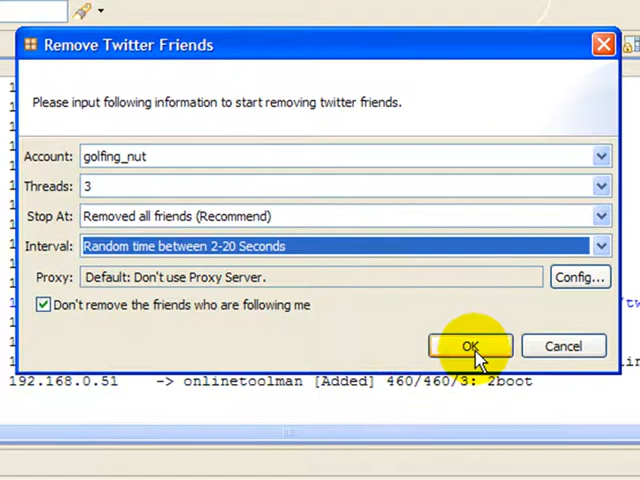 Remove Twitter Friends
Please input following information to start removing twitter friends.
Account: golfing_nut
Threads: 3
Stop At: Removed all friends (Recommend)
Interval: Random time between 2-20 Seconds
Proxy: Default: Don't use Proxy Server. Config...
Don't remove the friends who are following me
OK Cancel
192.168.0.51 -> onlinetoolman [Added] 460/460/3: 2boot